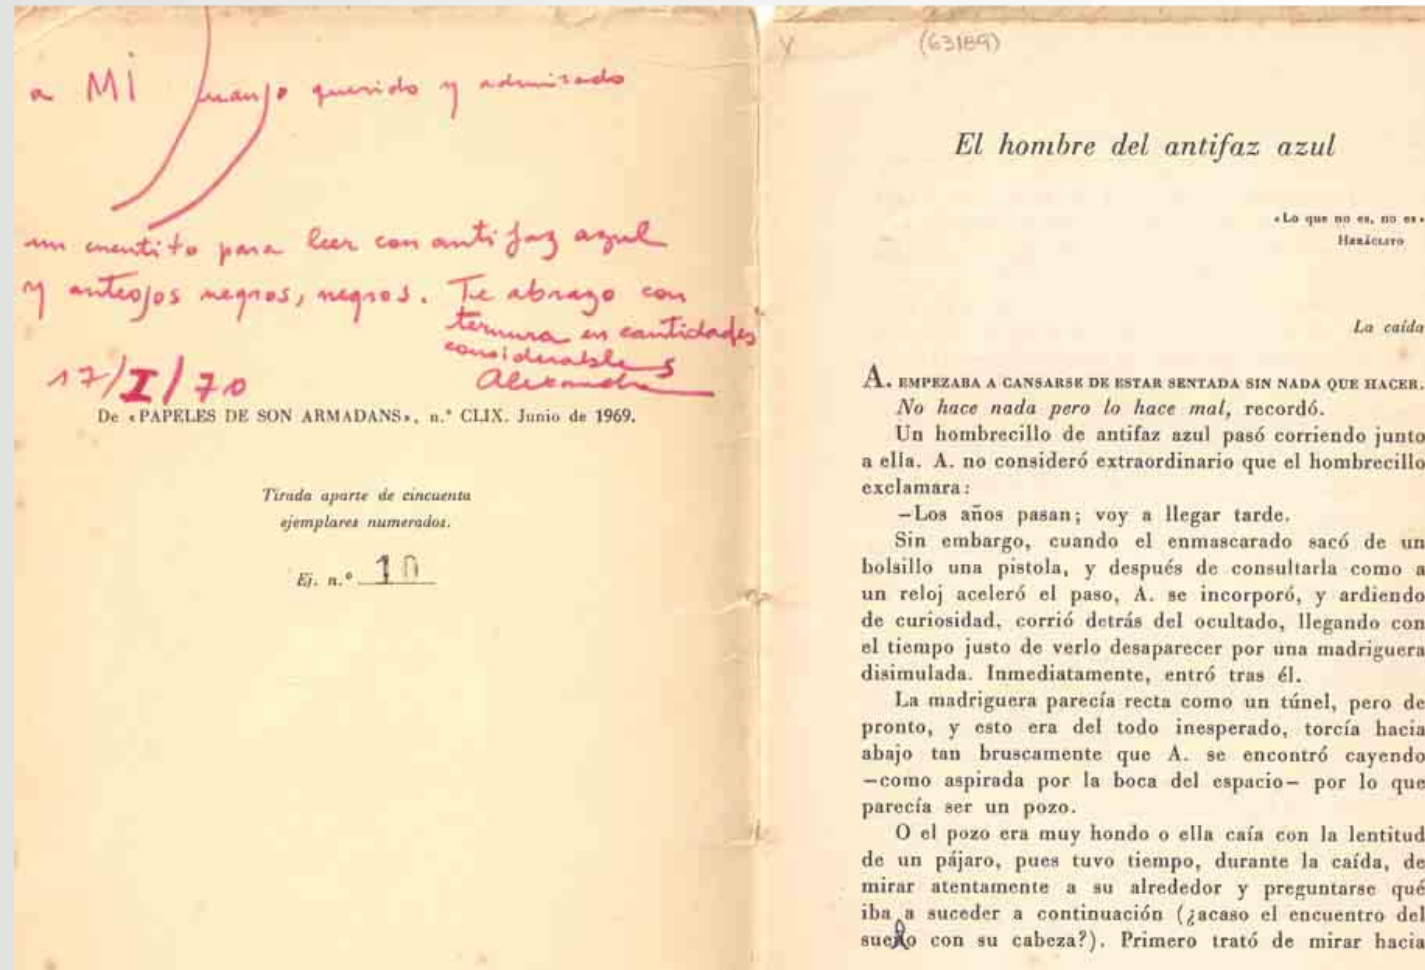 a MI Juanjo querido y admirado
un cuentito para leer con antifaz azul
y anteojos negros, negros. Te abrazo con
ternura en cantidades
considerables
Alexandra
17/I/70
De «PAPELES DE SON ARMADANS», n.º CLIX. Junio de 1969.
Tirada aparte de cincuenta
ejemplares numerados.
Ej. n.º 10
(63189)
El hombre del antifaz azul
«Lo que no es, no es»
HERÁCLITO
La caída
A. EMPEZABA A CANSARSE DE ESTAR SENTADA SIN NADA QUE HACER.
No hace nada pero lo hace mal, recordó.
Un hombrecillo de antifaz azul pasó corriendo junto
a ella. A. no consideró extraordinario que el hombrecillo
exclamara:
—Los años pasan; voy a llegar tarde.
Sin embargo, cuando el enmascarado sacó de un
bolsillo una pistola, y después de consultarla como a
un reloj aceleró el paso, A. se incorporó, y ardiendo
de curiosidad, corrió detrás del ocultado, llegando con
el tiempo justo de verlo desaparecer por una madriguera
disimulada. Inmediatamente, entró tras él.
La madriguera parecía recta como un túnel, pero de
pronto, y esto era del todo inesperado, torcía hacia
abajo tan bruscamente que A. se encontró cayendo
—como aspirada por la boca del espacio— por lo que
parecía ser un pozo.
O el pozo era muy hondo o ella caía con la lentitud
de un pájaro, pues tuvo tiempo, durante la caída, de
mirar atentamente a su alrededor y preguntarse qué
iba a suceder a continuación (¿acaso el encuentro del
suelo con su cabeza?). Primero trató de mirar hacia